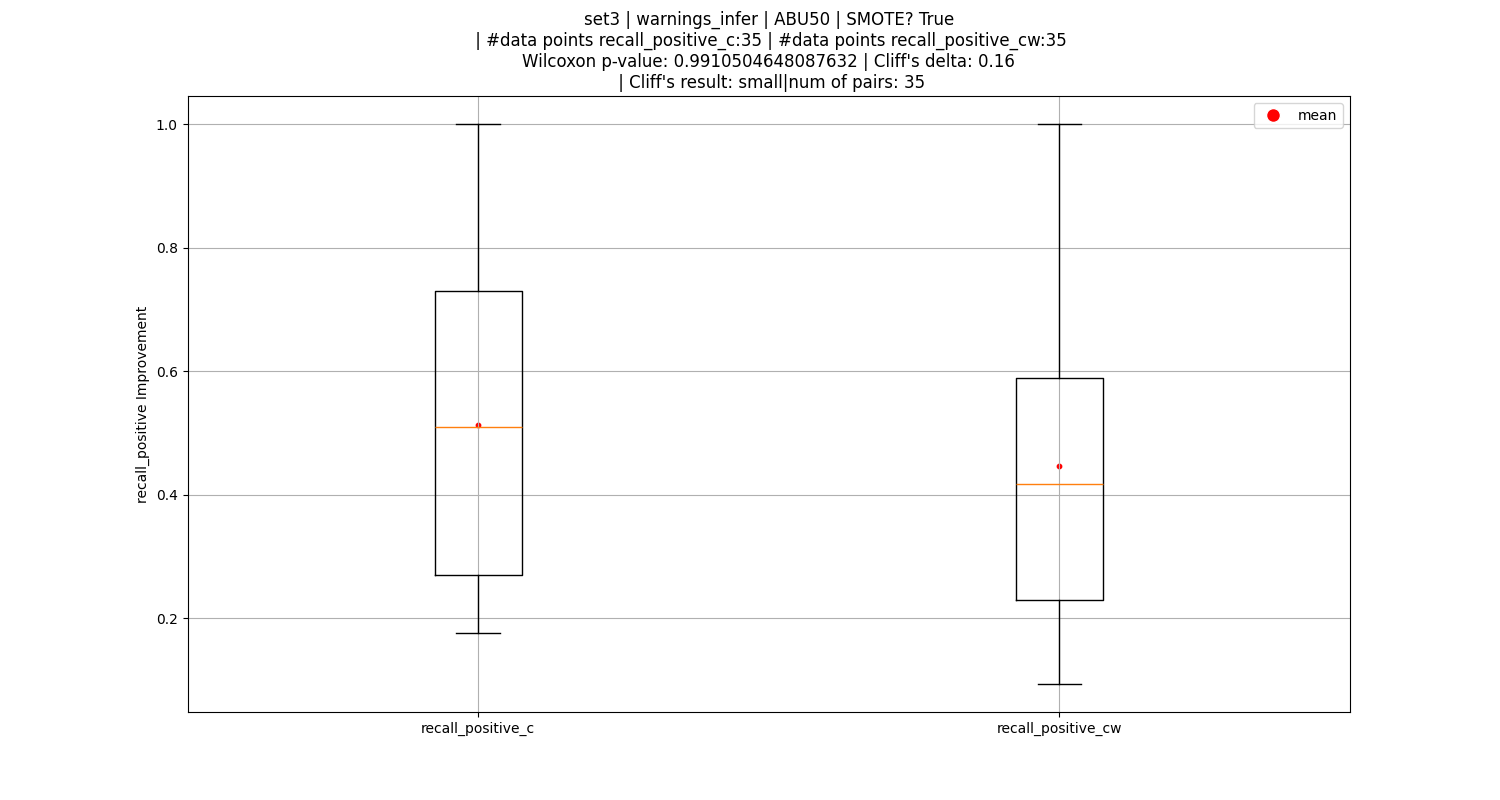 set3 | warnings_infer | ABU50 | SMOTE? True
| #data points recall_positive_c:35 | #data points recall_positive_cw:35
Wilcoxon p-value: 0.9910504648087632 | Cliff's delta: 0.16
| Cliff's result: small|num of pairs: 35
mean
1.0
0.8
0.6
0.4
0.2
recall_positive Improvement
recall_positive_c
recall_positive_cw